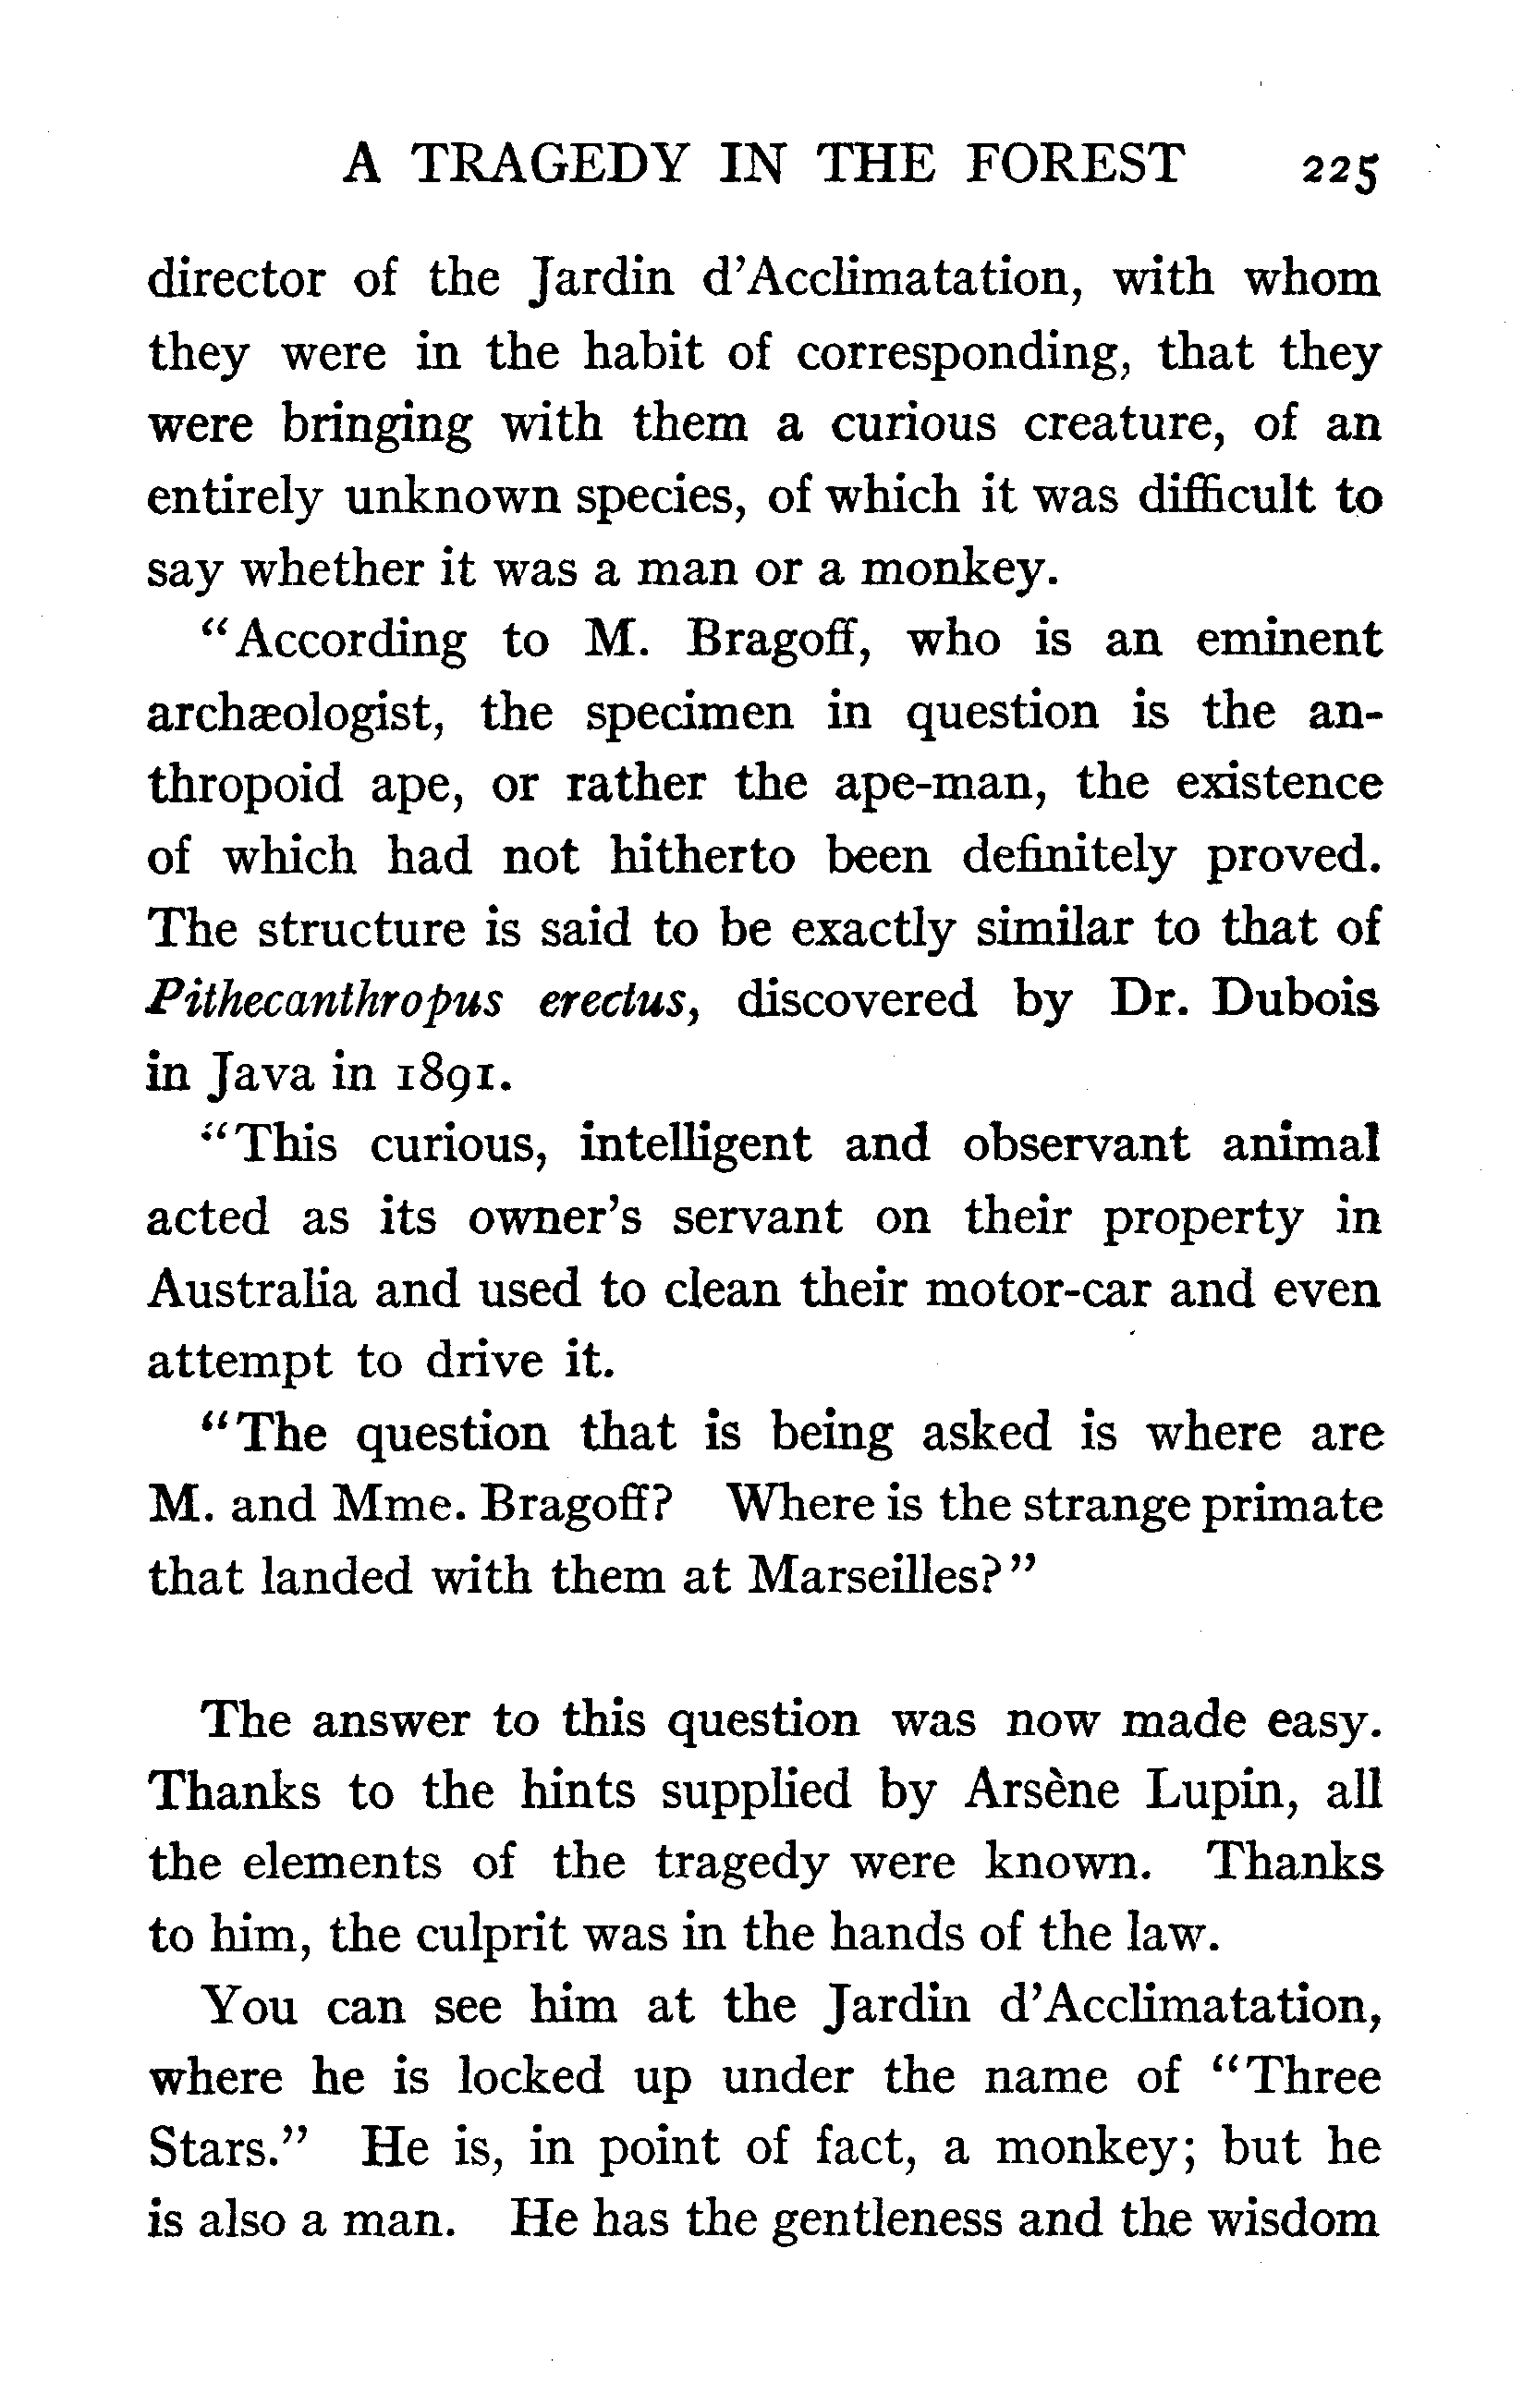 A TRAGEDY IN THE FOREST 225
director of the Jardin d'Acclimatation, with whom
they were in the habit of corresponding, that they
were bringing with them a curious creature, of an
entirely unknown species, of which it was difficult to
say whether it was a man or a monkey.
"According to M. Bragoff, who is an eminent
archæologist, the specimen in question is the an-
thropoid ape, or rather the ape-man, the existence
of which had not hitherto been definitely proved.
The structure is said to be exactly similar to that of
Pithecanthropus erectus, discovered by Dr. Dubois
in Java in 1891.
"This curious, intelligent and observant animal
acted as its owner's servant on their property in
Australia and used to clean their motor-car and even
attempt to drive it.
"The question that is being asked is where are
M. and Mme. Bragoff? Where is the strange primate
that landed with them at Marseilles?"
The answer to this question was now made easy.
Thanks to the hints supplied by Arsène Lupin, all
the elements of the tragedy were known. Thanks
to him, the culprit was in the hands of the law.
You can see him at the Jardin d'Acclimatation,
where he is locked up under the name of "Three
Stars." He is, in point of fact, a monkey; but he
is also a man. He has the gentleness and the wisdom